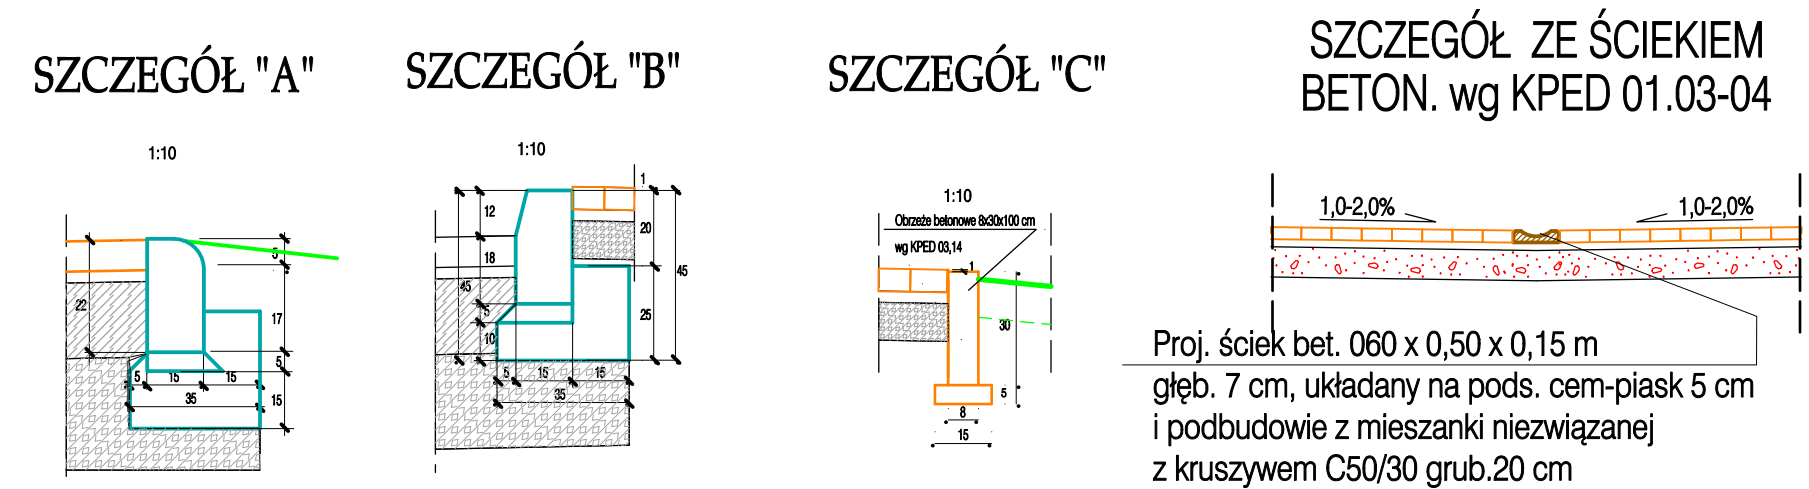 SZCZEGÓŁ "A"
1:10
5
22
17
5
5
15
15
35
15
SZCZEGÓŁ "B"
1:10
1
12
20
18
45
45
5
25
10
5
15
15
35
SZCZEGÓŁ "C"
1:10
Obrzeże betonowe 8x30x100 cm
wg KPED 03,14
1
30
5
8
15
SZCZEGÓŁ ZE ŚCIEKIEM
BETON. wg KPED 01.03-04
1,0-2,0%
1,0-2,0%
Proj. ściek bet. 060 x 0,50 x 0,15 m
głęb. 7 cm, układany na pods. cem-piask 5 cm
i podbudowie z mieszanki niezwiązanej
z kruszywem C50/30 grub.20 cm